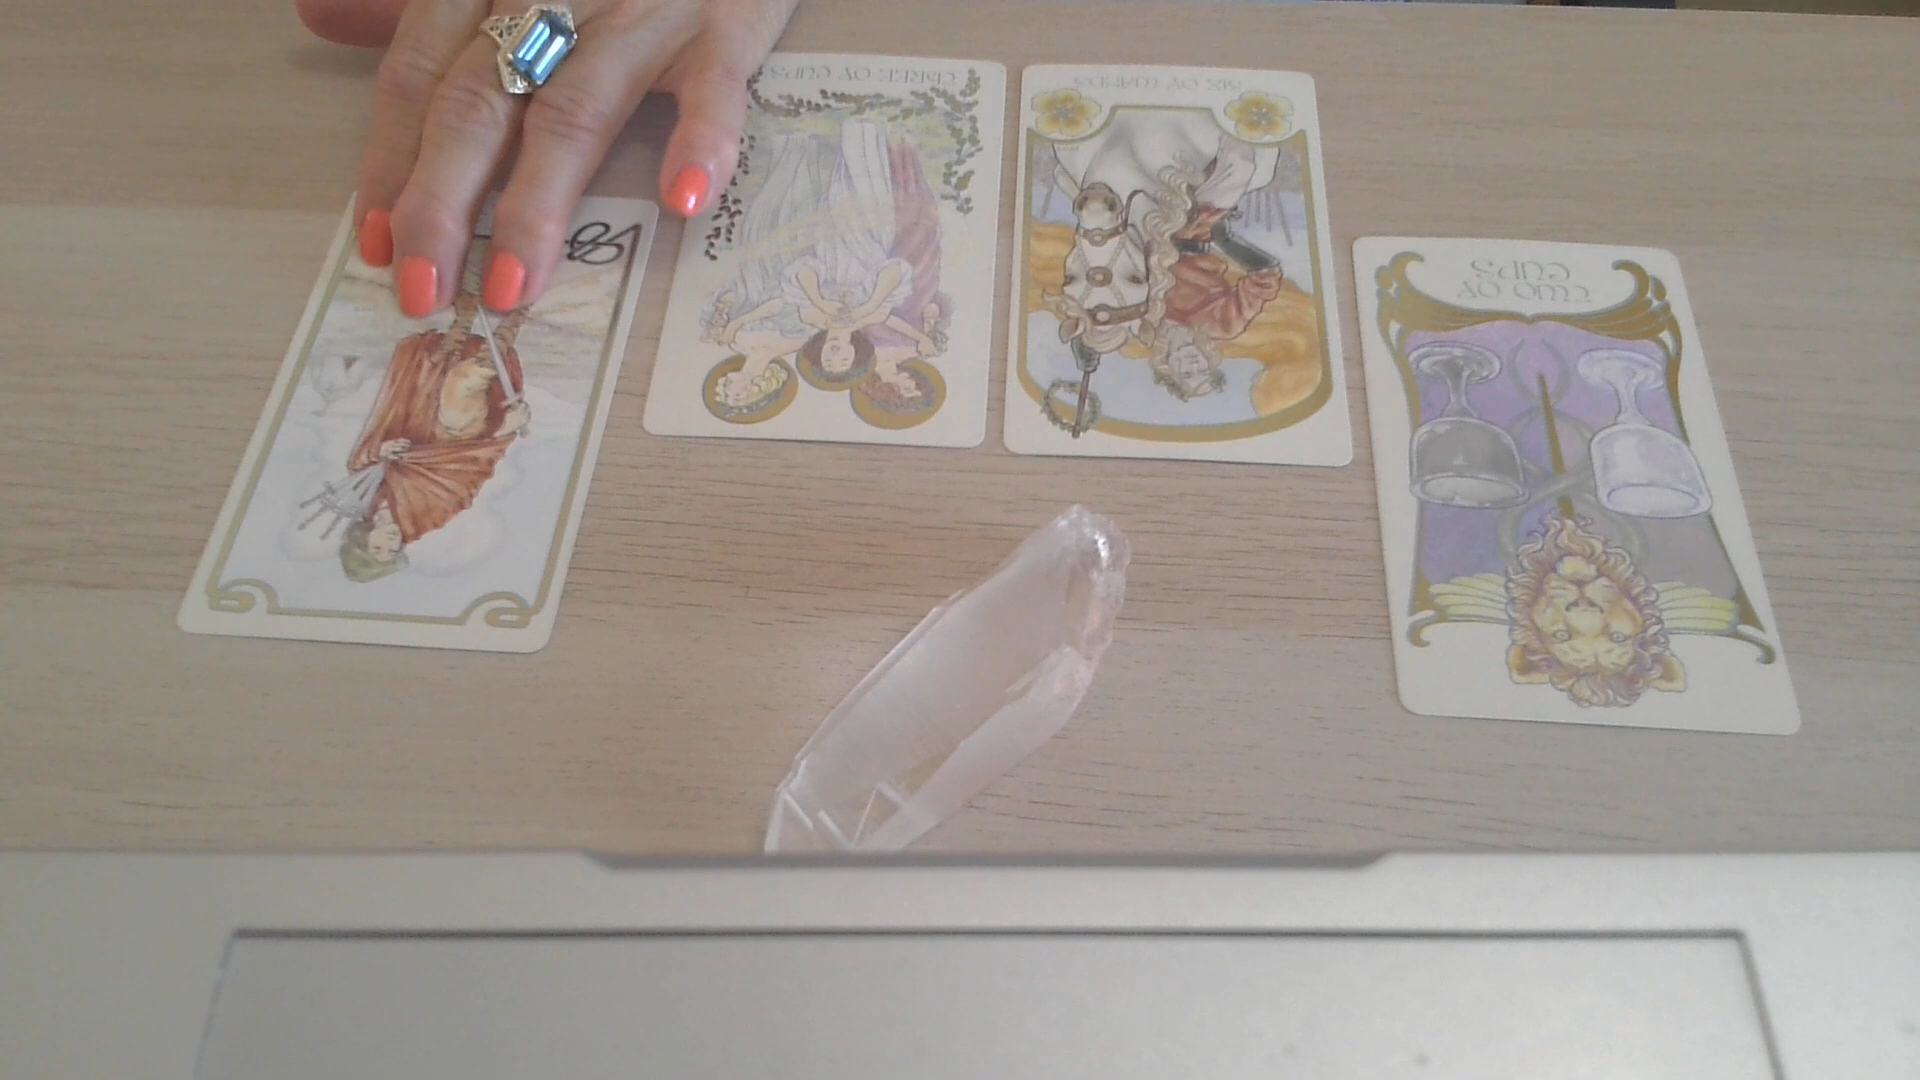 THREE OF CUPS
SIX OF WANDS
TWO OF
CUPS